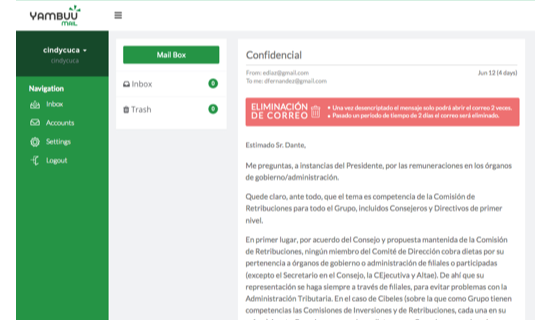 YAMBUU
MAIL
cindycuca
cindycuca
Navigation
Inbox
Accounts
Settings
Logout
Mail Box
Inbox 0
Trash 0
Confidencial
From: ediaz@gmail.com
Jun 12 (4 days)
To me: dfernandez@gmail.com
ELIMINACIÓN
DE CORREO
• Una vez desencriptado el mensaje solo podrá abrir el correo 2 veces.
• Pasado un periodo de tiempo de 2 días el correo será eliminado.
Estimado Sr. Dante,
Me preguntas, a instancias del Presidente, por las remuneraciones en los órganos
de gobierno/administración.
Quede claro, ante todo, que el tema es competencia de la Comisión de
Retribuciones para todo el Grupo, incluidos Consejeros y Directivos de primer
nivel.
En primer lugar, por acuerdo del Consejo y propuesta mantenida de la Comisión
de Retribuciones, ningún miembro del Comité de Dirección cobra dietas por su
pertenencia a órganos de gobierno o administración de filiales o participadas
(excepto el Secretario en el Consejo, la CEjecutiva y Altae). De ahí que su
representación se haga siempre a través de filiales, para evitar problemas con la
Administración Tributaria. En el caso de Cibeles (sobre la que como Grupo tienen
competencias las Comisiones de Inversiones y de Retribuciones, cada una en su